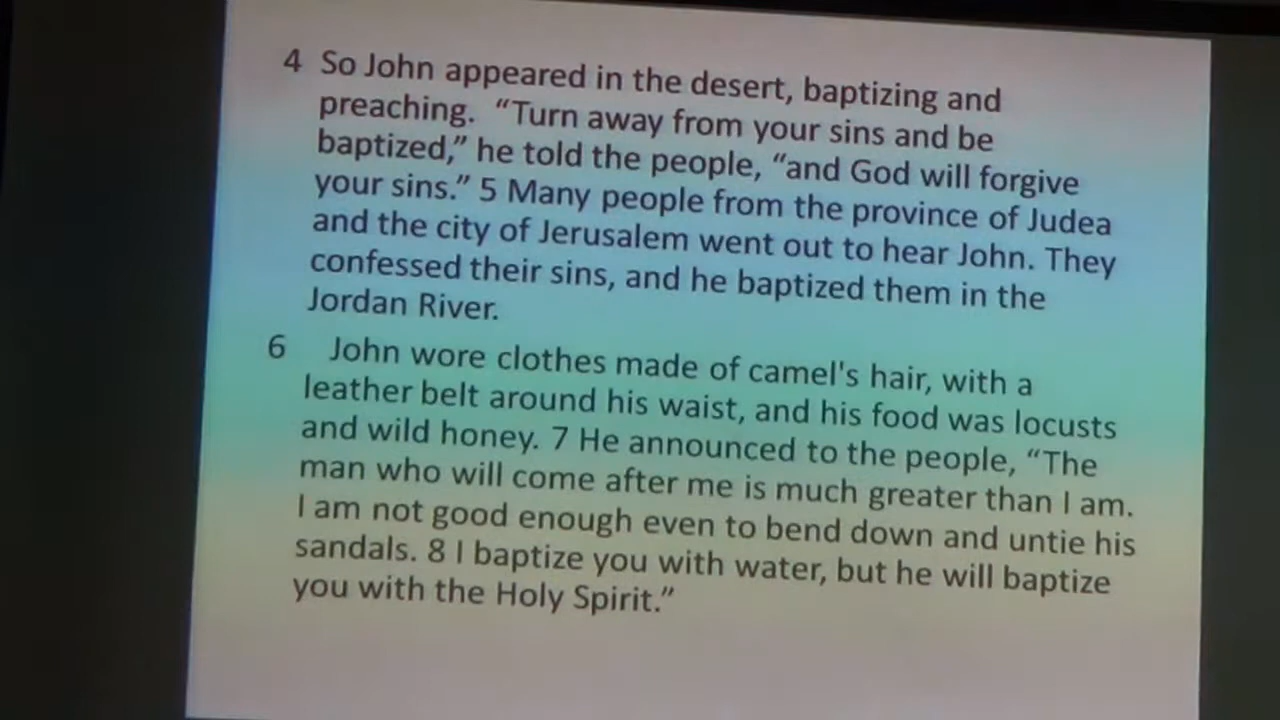 4 So John appeared in the desert, baptizing and
preaching. “Turn away from your sins and be
baptized,” he told the people, “and God will forgive
your sins.” 5 Many people from the province of Judea
and the city of Jerusalem went out to hear John. They
confessed their sins, and he baptized them in the
Jordan River.
6 John wore clothes made of camel's hair, with a
leather belt around his waist, and his food was locusts
and wild honey. 7 He announced to the people, “The
man who will come after me is much greater than I am.
I am not good enough even to bend down and untie his
sandals. 8 I baptize you with water, but he will baptize
you with the Holy Spirit.”